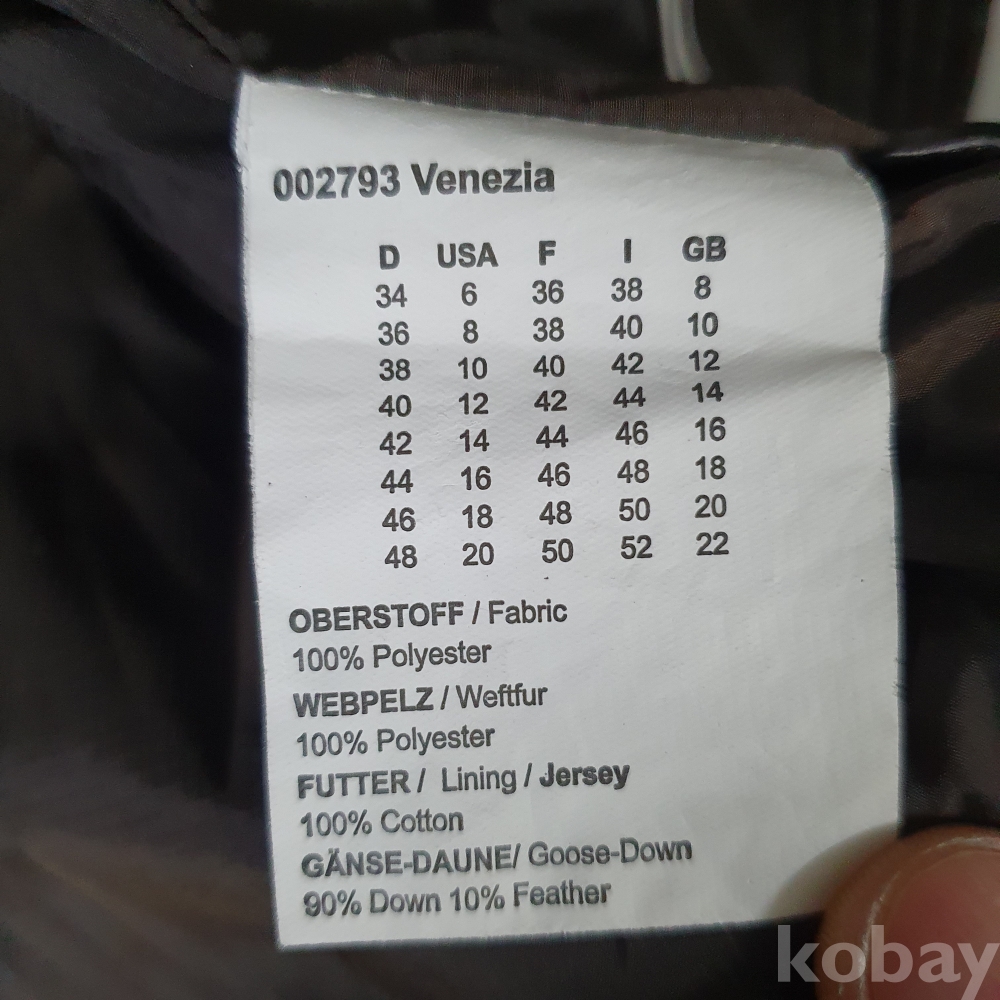 002793 Venezia
D USA F I GB
34 6 36 38 8
36 8 38 40 10
38 10 40 42 12
40 12 42 44 14
42 14 44 46 16
44 16 46 48 18
46 18 48 50 20
48 20 50 52 22
OBERSTOFF / Fabric
100% Polyester
WEBPELZ / Weftfur
100% Polyester
FUTTER / Lining / Jersey
100% Cotton
GÄNSE-DAUNE/ Goose-Down
90% Down 10% Feather
kobay